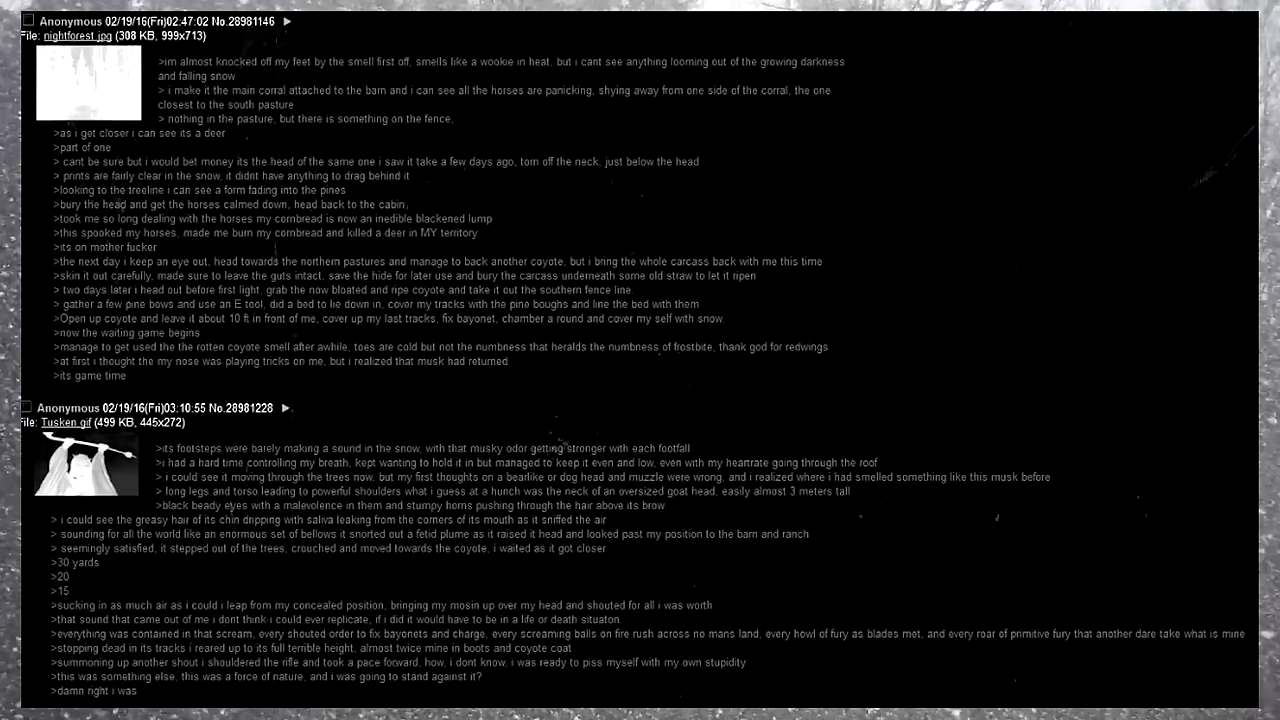 Anonymous 02/19/16(Fri)02:47:02 No.28981146 ▶
File: nightforest.jpg (308 KB, 999x713)
>im almost knocked off my feet by the smell first off, smells like a wookie in heat, but i cant see anything looming out of the growing darkness
and falling snow
> i make it the main corral attached to the barn and i can see all the horses are panicking, shying away from one side of the corral, the one
closest to the south pasture
> nothing in the pasture, but there is something on the fence,
>as i get closer i can see its a deer
>part of one
> cant be sure but i would bet money its the head of the same one i saw it take a few days ago, torn off the neck, just below the head
> prints are fairly clear in the snow, it didnt have anything to drag behind it
>looking to the treeline i can see a form fading into the pines
>bury the head and get the horses calmed down, head back to the cabin,
>took me so long dealing with the horses my cornbread is now an inedible blackened lump
>this spooked my horses, made me burn my cornbread and killed a deer in MY territory
>its on mother fucker
>the next day i keep an eye out, head towards the northern pastures and manage to back another coyote, but i bring the whole carcass back with me this time
>skin it out carefully, made sure to leave the guts intact, save the hide for later use and bury the carcass underneath some old straw to let it ripen
> two days later i head out before first light, grab the now bloated and ripe coyote and take it out the southern fence line.
> gather a few pine bows and use an E tool, did a bed to lie down in, cover my tracks with the pine boughs and line the bed with them
>Open up coyote and leave it about 10 ft in front of me, cover up my last tracks, fix bayonet, chamber a round and cover my self with snow.
>now the waiting game begins
>manage to get used the the rotten coyote smell after awhile, toes are cold but not the numbness that heralds the numbness of frostbite, thank god for redwings
>at first i thought the my nose was playing tricks on me, but i realized that musk had returned
>its game time
Anonymous 02/19/16(Fri)03:10:55 No.28981228 ▶
File: Tusken.gif (499 KB, 445x272)
>its footsteps were barely making a sound in the snow, with that musky odor getting stronger with each footfall
>i had a hard time controlling my breath, kept wanting to hold it in but managed to keep it even and low, even with my heartrate going through the roof
> i could see it moving through the trees now, but my first thoughts on a bearlike or dog head and muzzle were wrong, and i realized where i had smelled something like this musk before
> long legs and torso leading to powerful shoulders what i guess at a hunch was the neck of an oversized goat head, easily almost 3 meters tall
>black beady eyes with a malevolence in them and stumpy horns pushing through the hair above its brow
> i could see the greasy hair of its chin dripping with saliva leaking from the corners of its mouth as it sniffed the air
> sounding for all the world like an enormous set of bellows it snorted out a fetid plume as it raised it head and looked past my position to the barn and ranch
> seemingly satisfied, it stepped out of the trees, crouched and moved towards the coyote, i waited as it got closer
>30 yards
>20
>15
>sucking in as much air as i could i leap from my concealed position, bringing my mosin up over my head and shouted for all i was worth
>that sound that came out of me i dont think i could ever replicate, if i did it would have to be in a life or death situaton.
>everything was contained in that scream, every shouted order to fix bayonets and charge, every screaming balls on fire rush across no mans land, every howl of fury as blades met, and every roar of primitive fury that another dare take what is mine
>stopping dead in its tracks i reared up to its full terrible height, almost twice mine in boots and coyote coat
>summoning up another shout i shouldered the rifle and took a pace forward, how, i dont know, i was ready to piss myself with my own stupidity
>this was something else, this was a force of nature, and i was going to stand against it?
>damn right i was